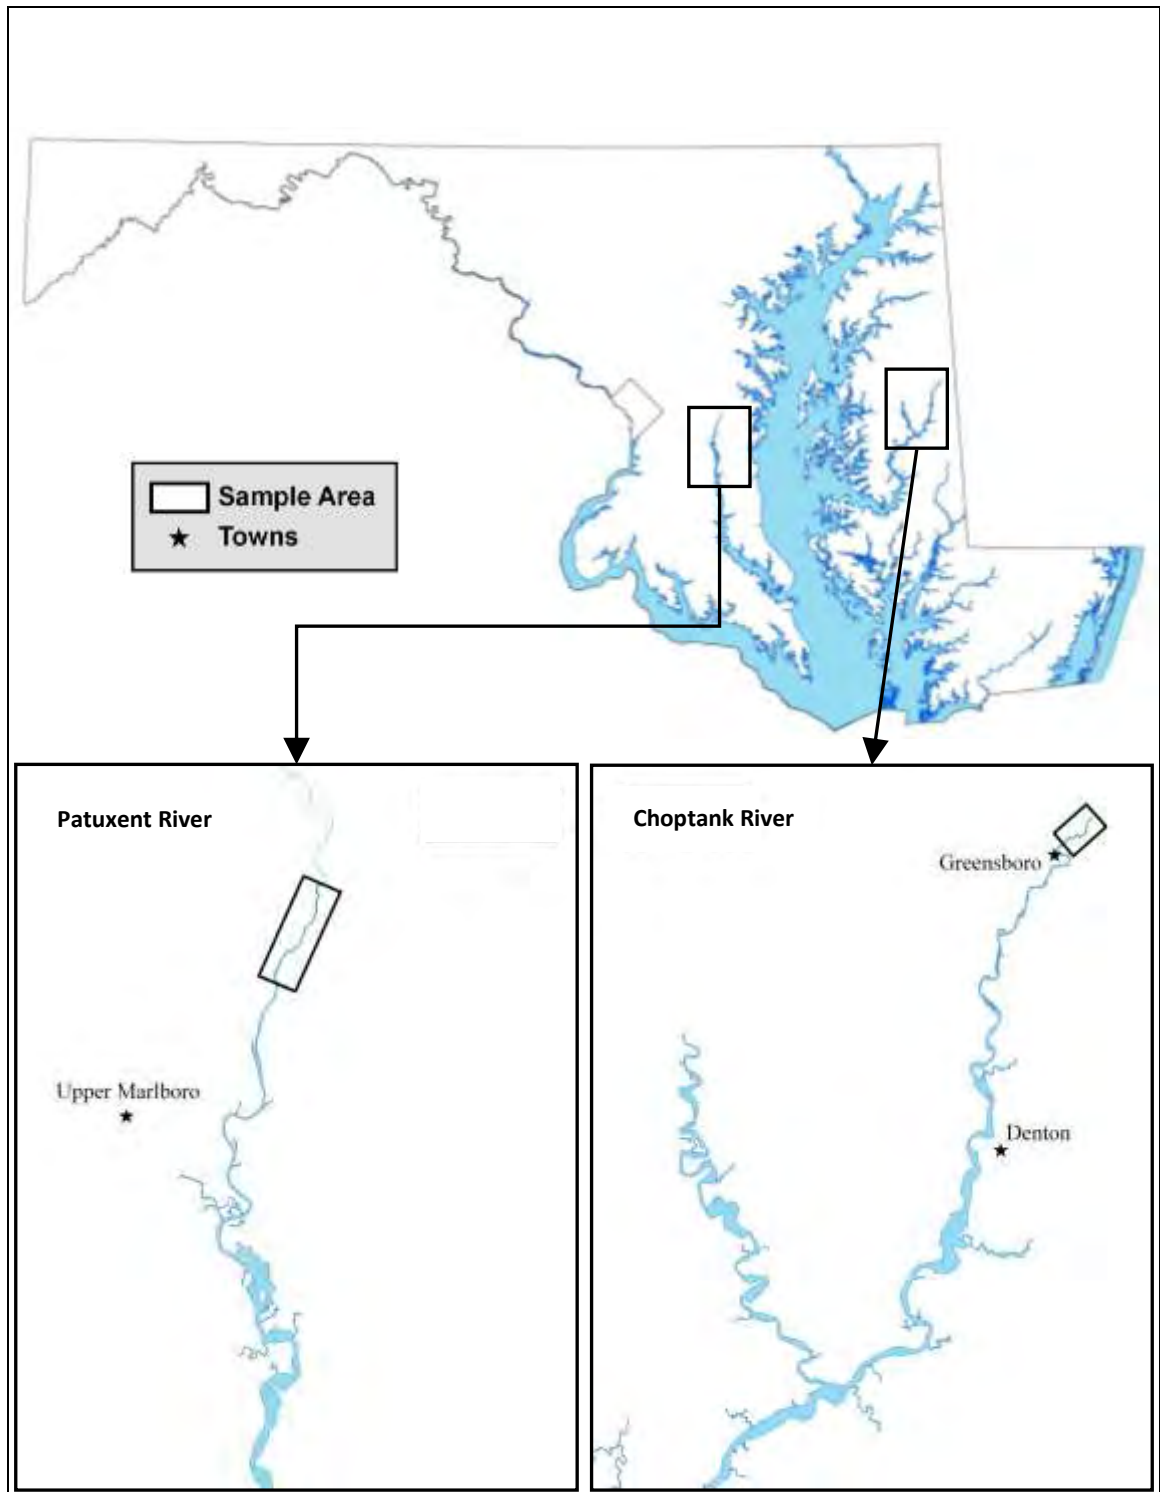 Sample Area
Towns
Patuxent River
Upper Marlboro
Choptank River
Greensboro
Denton